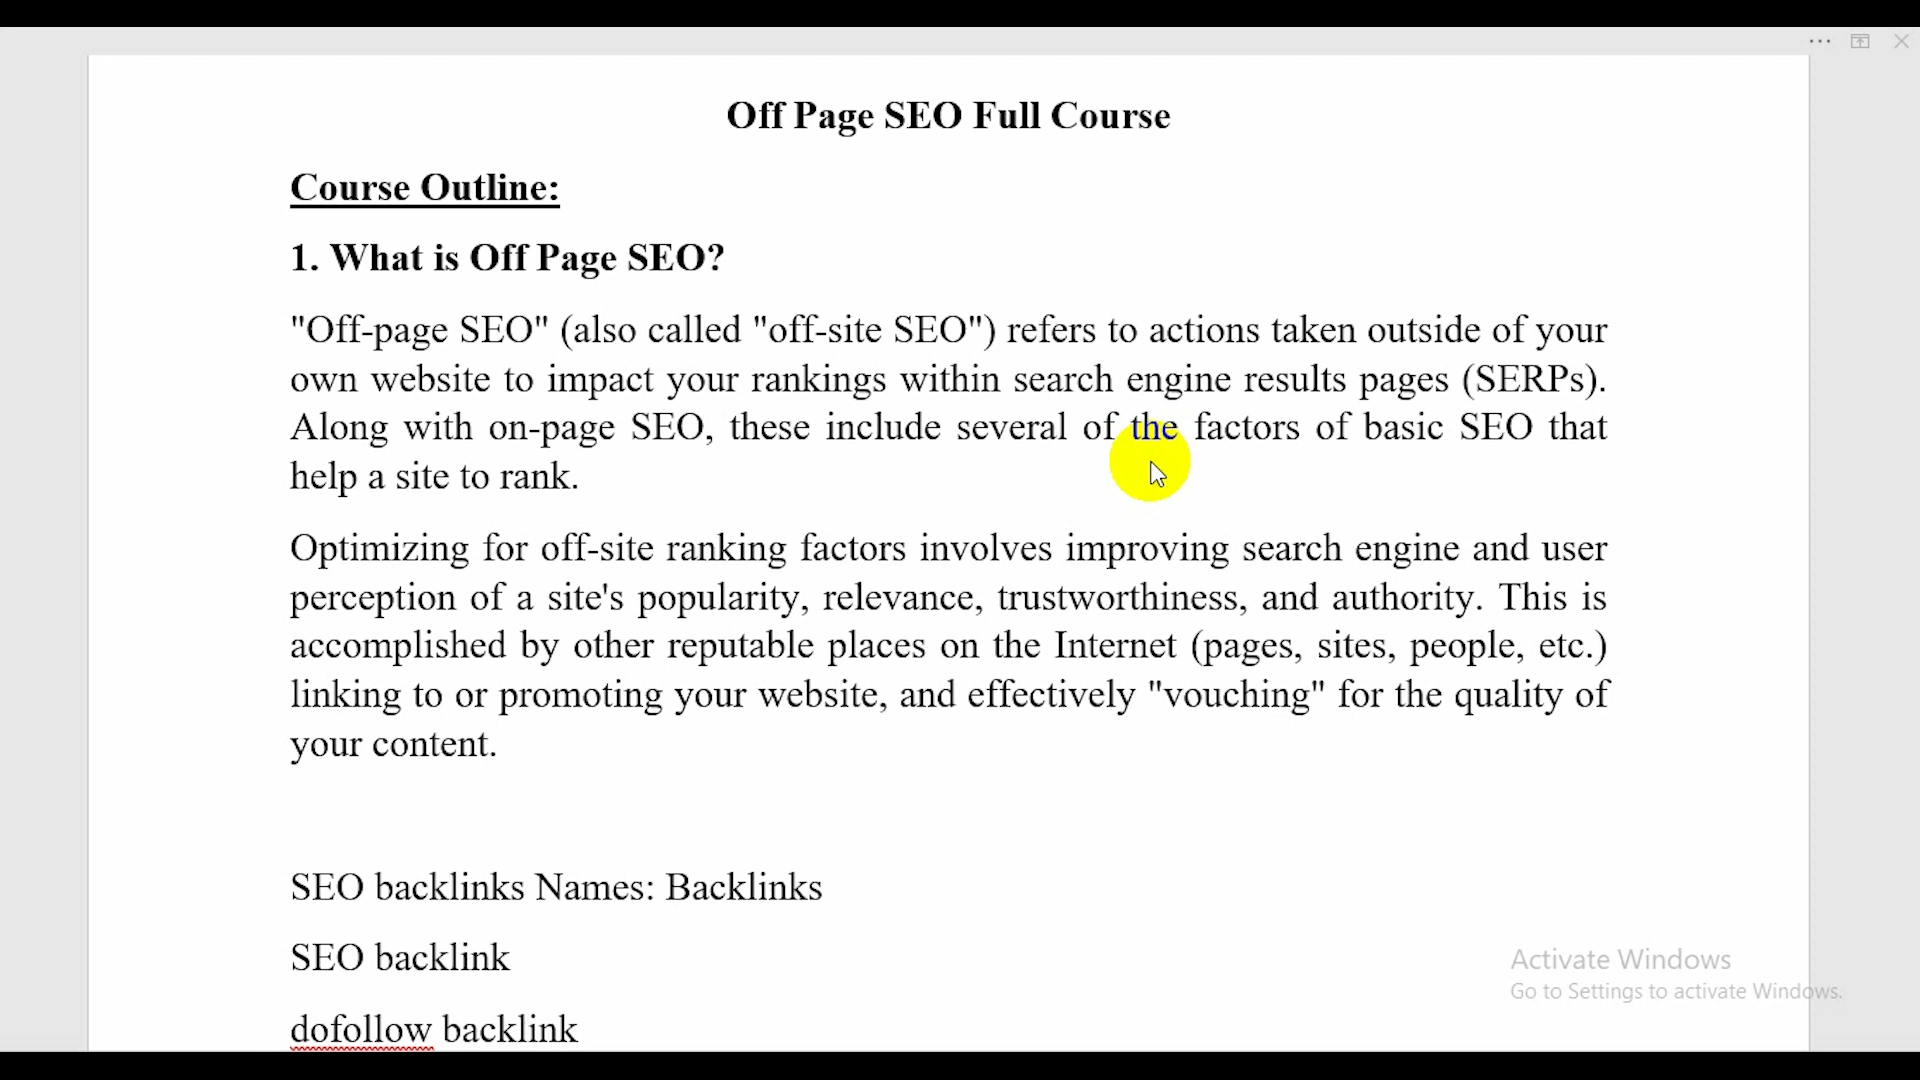 Off Page SEO Full Course
Course Outline:
1. What is Off Page SEO?
"Off-page SEO" (also called "off-site SEO") refers to actions taken outside of your
own website to impact your rankings within search engine results pages (SERPs).
Along with on-page SEO, these include several of the factors of basic SEO that
help a site to rank.
Optimizing for off-site ranking factors involves improving search engine and user
perception of a site's popularity, relevance, trustworthiness, and authority. This is
accomplished by other reputable places on the Internet (pages, sites, people, etc.)
linking to or promoting your website, and effectively "vouching" for the quality of
your content.
SEO backlinks Names: Backlinks
SEO backlink
dofollow backlink
Activate Windows
Go to Settings to activate Windows.